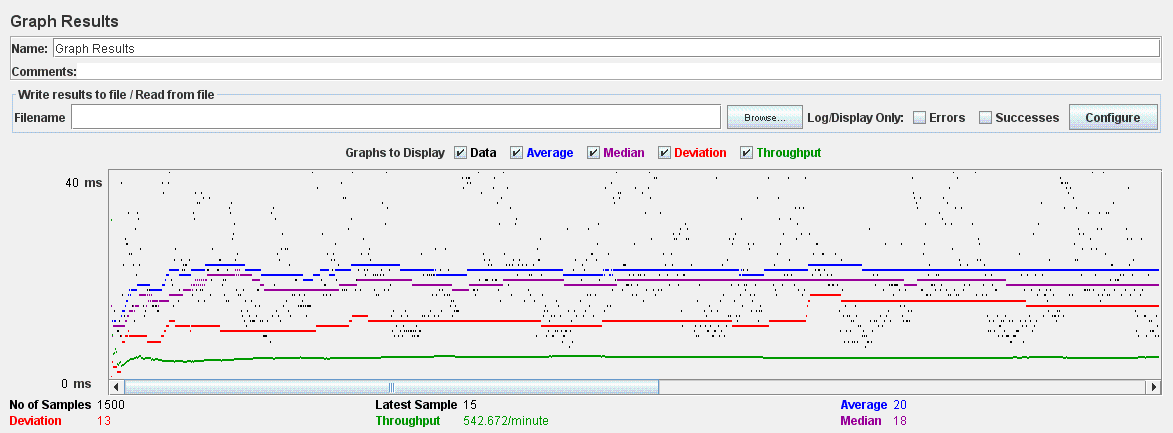 Graph Results
Name: Graph Results
Comments:
Write results to file / Read from file
Filename Browse... Log/Display Only: Errors Successes Configure
Graphs to Display Data Average Median Deviation Throughput
40 ms
0 ms
No of Samples 1500 Latest Sample 15 Average 20
Deviation 13 Throughput 542.672/minute Median 18